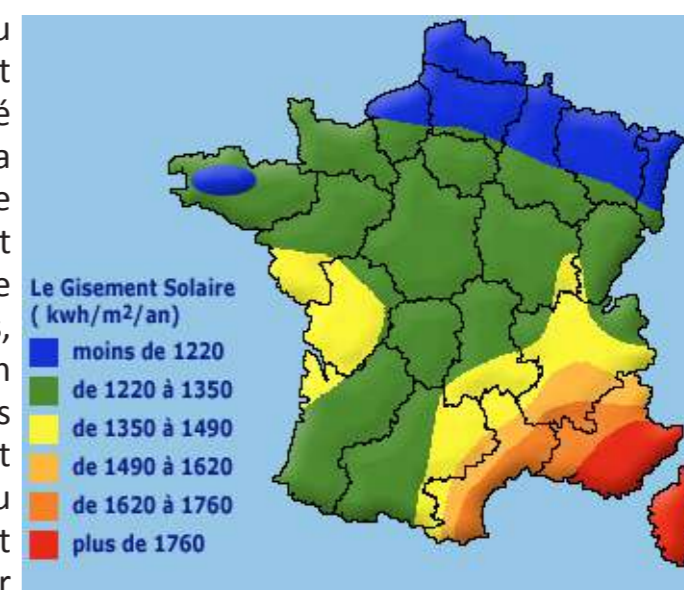 u
t
é
a
e
t
e
,
n
s
t
u
t
r
Le Gisement Solaire
( kwh/m2/an)
moins de 1220
de 1220 à 1350
de 1350 à 1490
de 1490 à 1620
de 1620 à 1760
plus de 1760